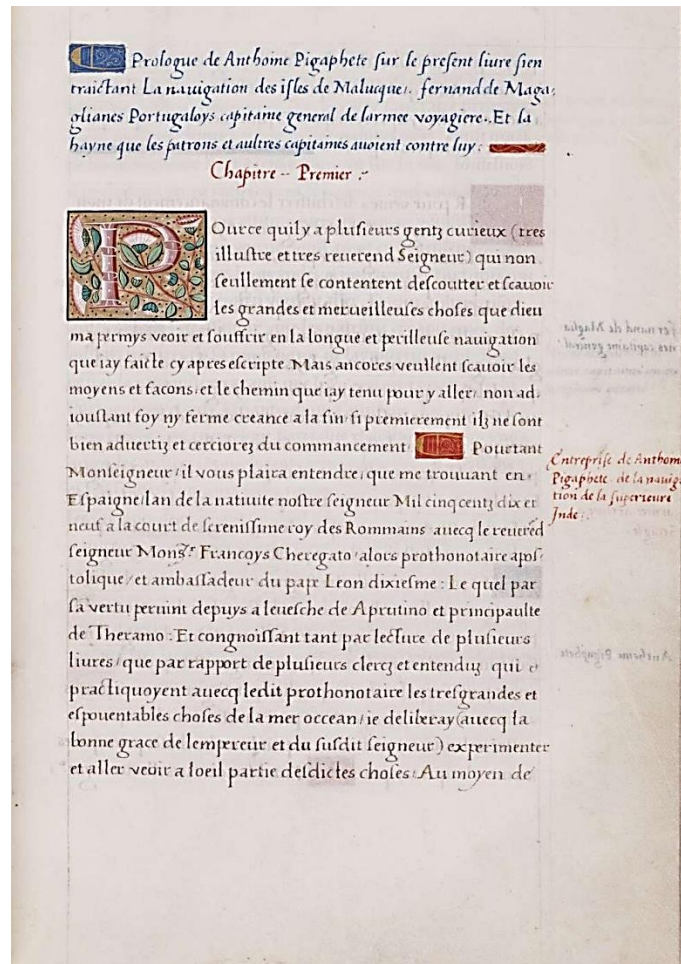 Prologue de Anthoine Pigaphete sur le present livre sien
traictant La navigation des isles de Malucque. fernand de Maga,
glianes Portugaloys capitaine general de larmee voyagiere. Et la
hayne que les patrons et aultres capitaines avoient contre luy:
Chapitre -- Premier :~
POurce quily a plusieurs gentz curieux (tres
illustre et tres reuerend Seigneur) qui non
seullement se contentent descoutter et scauoir
les grandes et merueilleuses choses que dieu
ma permys veoir et souffrir en la longue et perilleuse nauigation
que iay faicte cy apres escripte. Mais ancores veullent scauoir les
moyens et facons / et le chemin que iay tenu pour y aller / non ad,
ioustant foy ny ferme creance a la fin si premierement ilz ne sont
bien advertiz et cerciorez du commancement. Pourtant
Monseigneur / il vous plaira entendre / que me trouuant en
Espaigne / lan de la natiuite nostre seigneur Mil cinq centz dix et
neuf a la court de serenissime roy des Rommains auecq le reuerēd
seigneur Monsr. Francoys Cheregato / alors prothonotaire apos,
tolique / et ambassadeur du pape Leon dixiesme : Le quel par
sa vertu peruint depuys a leuesche de Aprutino et principaulte
de Theramo : Et congnoissant tant par lecture de plusieurs
liures / que par rapport de plusieurs clercz et entenduz qui
practiquoyent auecq ledit prothonotaire les tresgrandes et
espouentables choses de la mer occean / ie deliberay (auecq la
bonne grace de lempereur et du susdit seigneur) experimenter
et aller veoir a loeil partie desdictes choses. Au moyen de
Entreprise de Anthoin
Pigaphete. de la nauiga
tion de la superieure
Inde :.